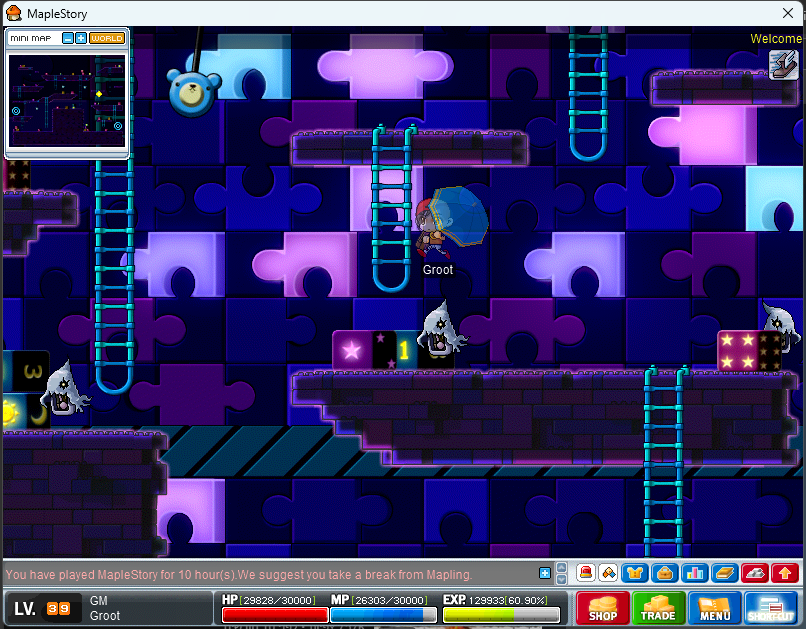 MapleStory
MINI MAP
WORLD
Welcome
Groot
1
You have played MapleStory for 10 hour(s).We suggest you take a break from Mapling.
LV. 39
GM
Groot
HP[29828/30000] MP[26303/30000] EXP 129933[60.90%]
SHOP
TRADE
MENU
SHORTCUT